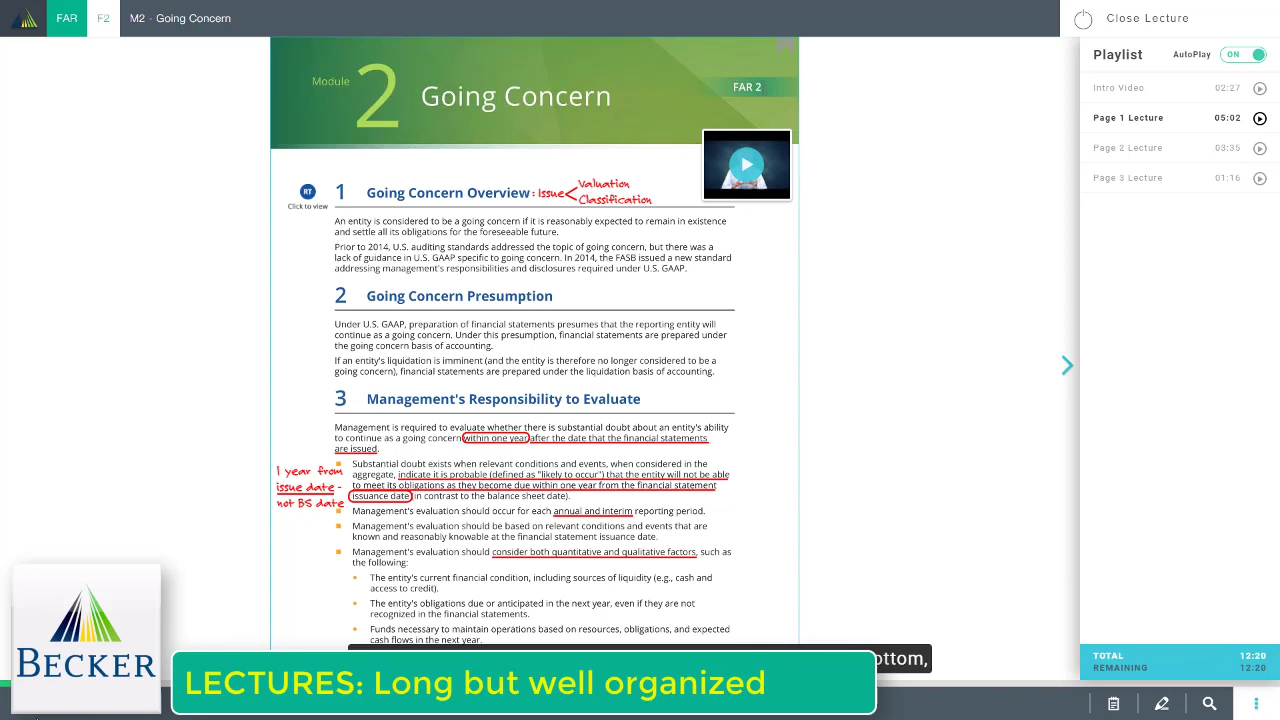 FAR F2 M2 - Going Concern Close Lecture
Module 2 Going Concern FAR 2
RT
Click to view
1 Going Concern Overview : Issue < Valuation
Classification
An entity is considered to be a going concern if it is reasonably expected to remain in existence
and settle all its obligations for the foreseeable future.
Prior to 2014, U.S. auditing standards addressed the topic of going concern, but there was a
lack of guidance in U.S. GAAP specific to going concern. In 2014, the FASB issued a new standard
addressing management's responsibilities and disclosures required under U.S. GAAP.
2 Going Concern Presumption
Under U.S. GAAP, preparation of financial statements presumes that the reporting entity will
continue as a going concern. Under this presumption, financial statements are prepared under
the going concern basis of accounting.
If an entity's liquidation is imminent (and the entity is therefore no longer considered to be a
going concern), financial statements are prepared under the liquidation basis of accounting.
3 Management's Responsibility to Evaluate
Management is required to evaluate whether there is substantial doubt about an entity's ability
to continue as a going concern within one year after the date that the financial statements
are issued.
1 year from
issue date -
not BS date
Substantial doubt exists when relevant conditions and events, when considered in the
aggregate, indicate it is probable (defined as "likely to occur") that the entity will not be able
to meet its obligations as they become due within one year from the financial statement
issuance date (in contrast to the balance sheet date).
Management's evaluation should occur for each annual and interim reporting period.
Management's evaluation should be based on relevant conditions and events that are
known and reasonably knowable at the financial statement issuance date.
Management's evaluation should consider both quantitative and qualitative factors, such as
the following:
The entity's current financial condition, including sources of liquidity (e.g., cash and
access to credit).
The entity's obligations due or anticipated in the next year, even if they are not
recognized in the financial statements.
Funds necessary to maintain operations based on resources, obligations, and expected
cash flows in the next year.
Playlist AutoPlay ON
Intro Video 02:27
Page 1 Lecture 05:02
Page 2 Lecture 03:35
Page 3 Lecture 01:16
TOTAL 12:20
REMAINING 12:20
BECKER
LECTURES: Long but well organized